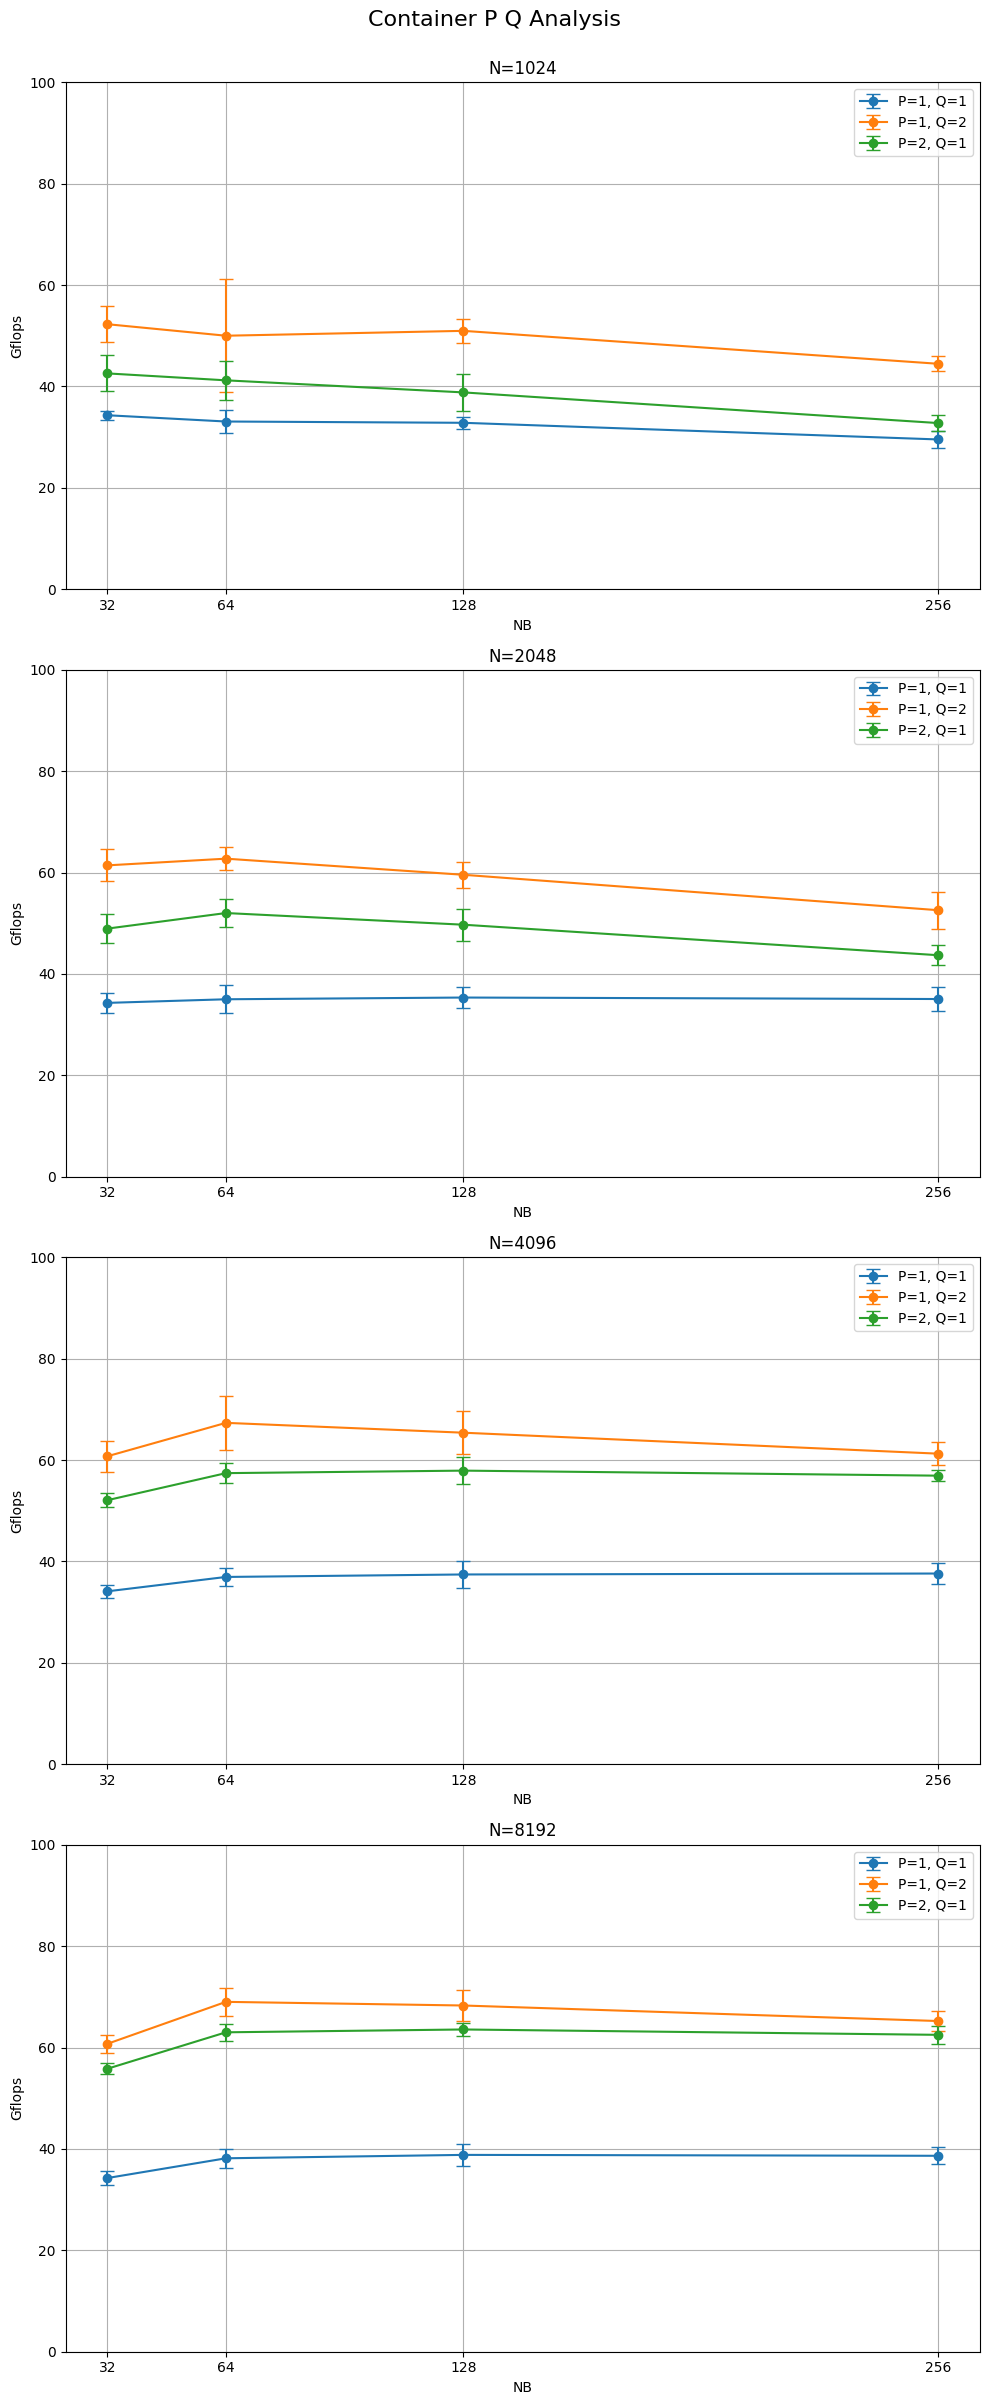 Container P Q Analysis
N=1024
100
80
60
40
20
0
Gflops
P=1, Q=1
P=1, Q=2
P=2, Q=1
32 64 128 256
NB
N=2048
100
80
60
40
20
0
Gflops
P=1, Q=1
P=1, Q=2
P=2, Q=1
32 64 128 256
NB
N=4096
100
80
60
40
20
0
Gflops
P=1, Q=1
P=1, Q=2
P=2, Q=1
32 64 128 256
NB
N=8192
100
80
60
40
20
0
Gflops
P=1, Q=1
P=1, Q=2
P=2, Q=1
32 64 128 256
NB